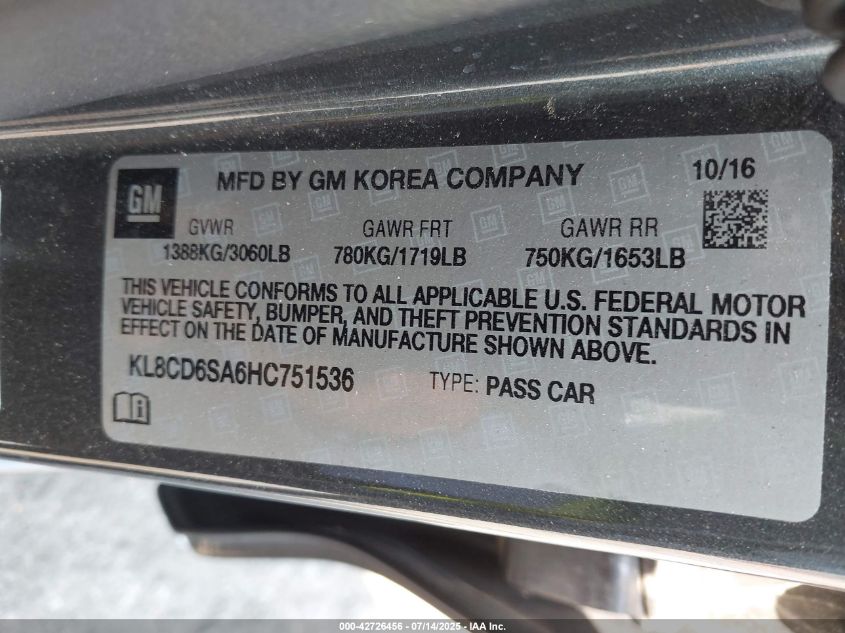 GM
MFD BY GM KOREA COMPANY
10/16
GVWR
GAWR FRT
GAWR RR
1388KG/3060LB
780KG/1719LB
750KG/1653LB
THIS VEHICLE CONFORMS TO ALL APPLICABLE U.S. FEDERAL MOTOR
VEHICLE SAFETY, BUMPER, AND THEFT PREVENTION STANDARDS IN
EFFECT ON THE DATE OF MANUFACTURE SHOWN ABOVE.
KL8CD6SA6HC751536
TYPE: PASS CAR
000-42726456 - 07/14/2025 - IAA Inc.